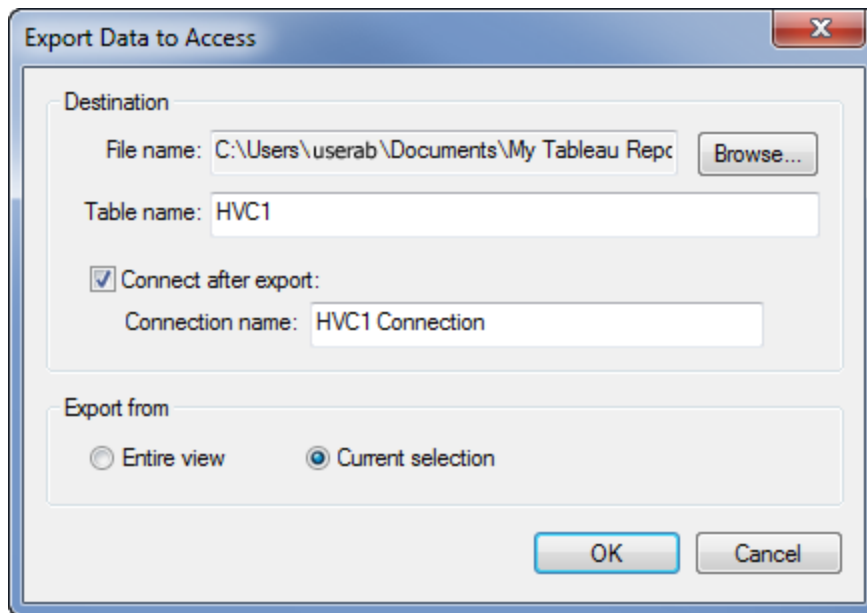 Export Data to Access
Destination
File name: C:\Users\userab\Documents\My Tableau Repo Browse...
Table name: HVC1
Connect after export:
Connection name: HVC1 Connection
Export from
Entire view Current selection
OK Cancel